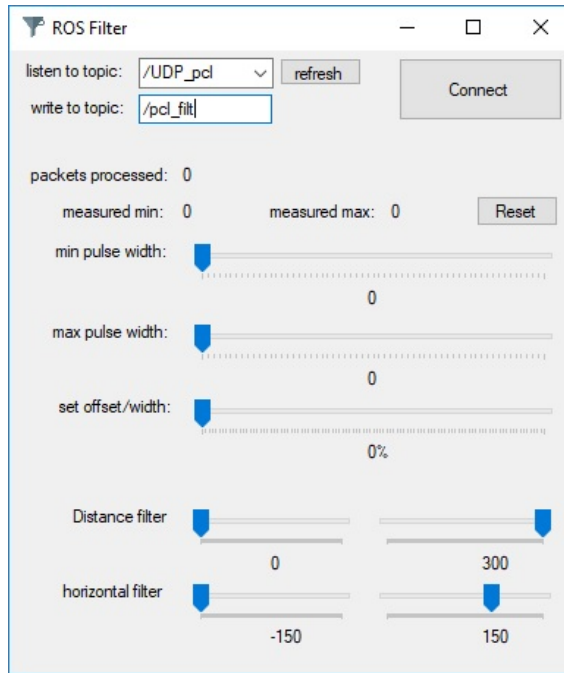 ROS Filter
listen to topic: /UDP_pcl refresh
Connect
write to topic: /pcl_filt
packets processed: 0
measured min: 0 measured max: 0 Reset
min pulse width:
0
max pulse width:
0
set offset/width:
0%
Distance filter
0 300
horizontal filter
-150 150